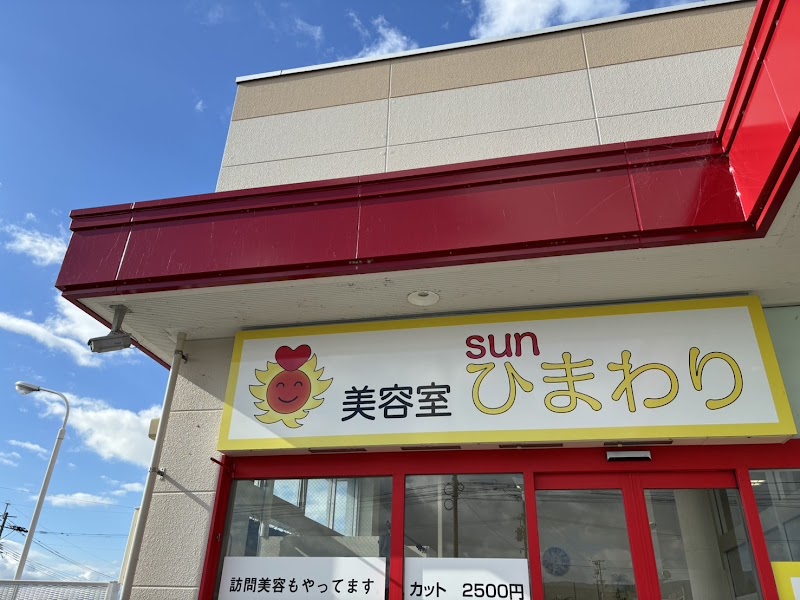 sun
美容室 ひまわり
訪問美容もやってます
カット 2500円